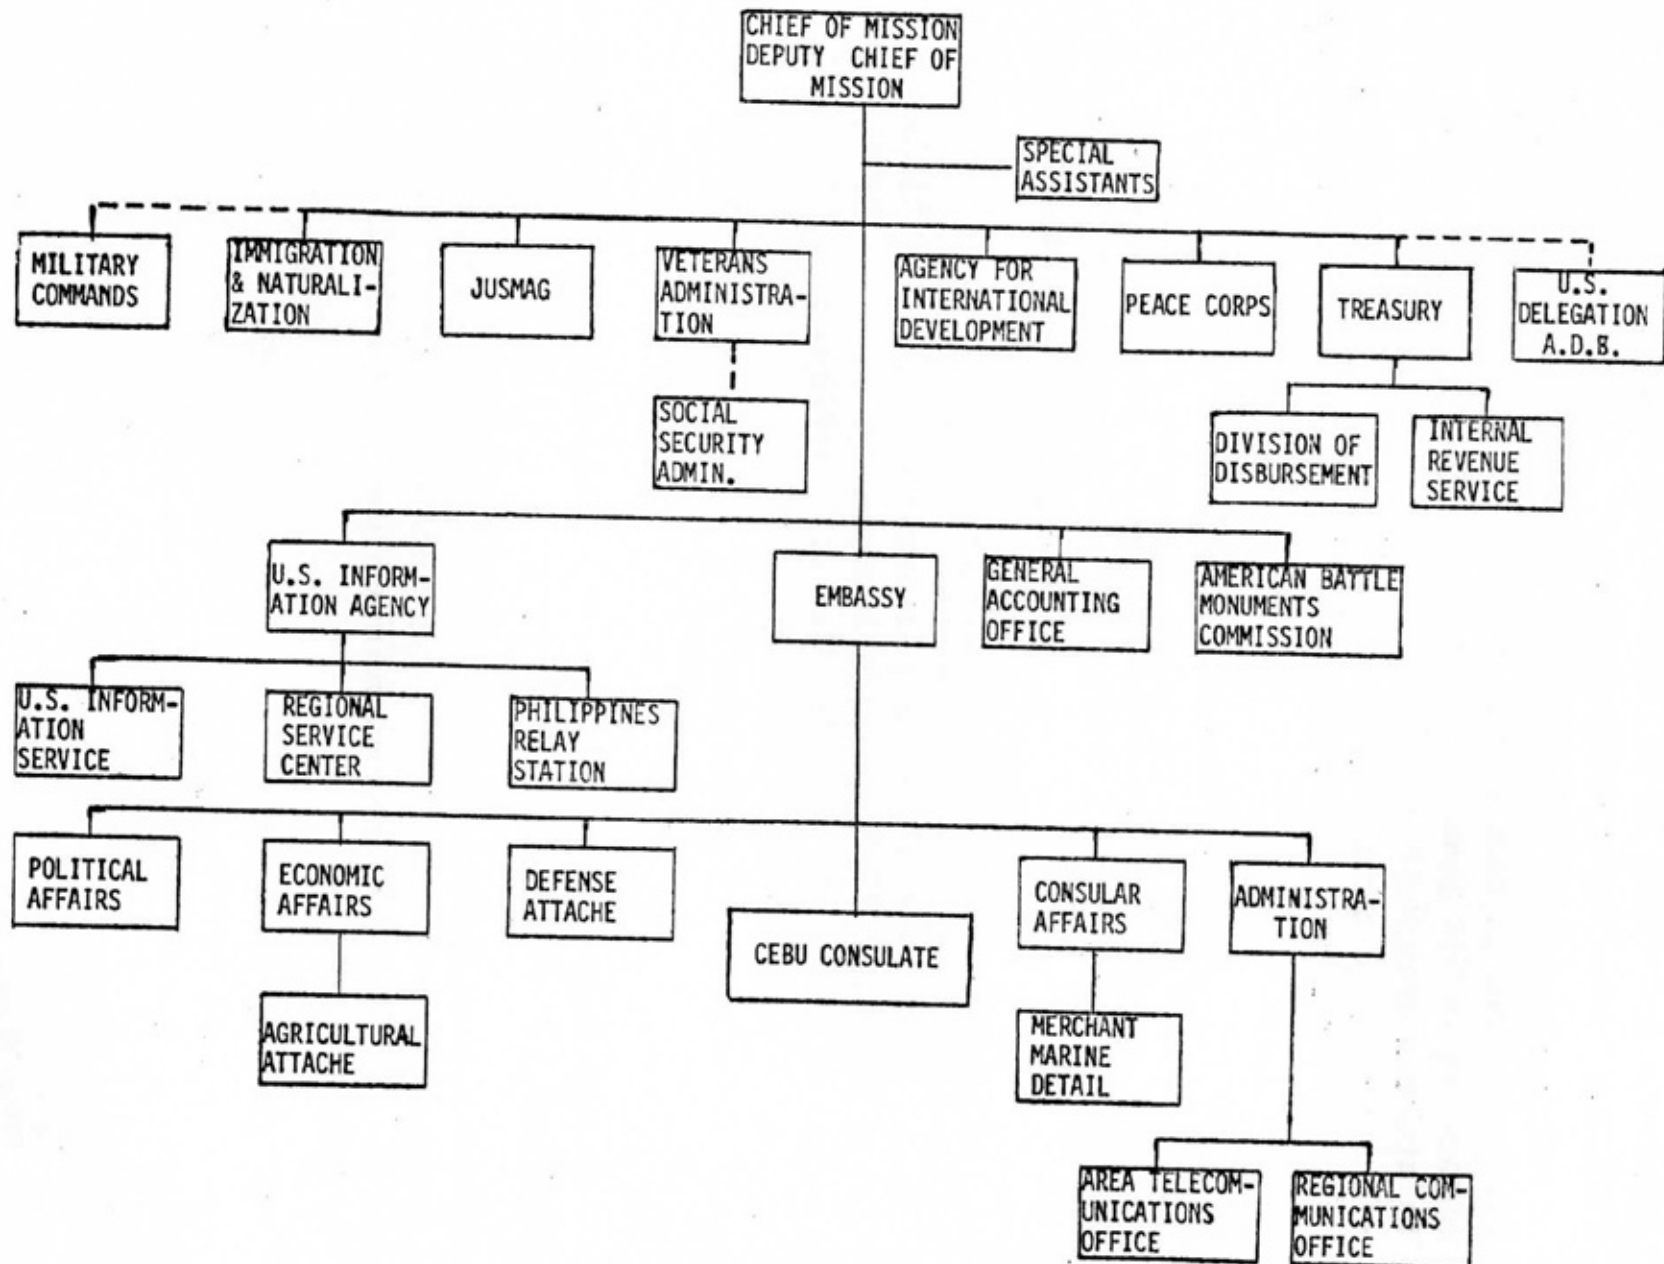 CHIEF OF MISSION
DEPUTY CHIEF OF
MISSION
SPECIAL
ASSISTANTS
MILITARY
COMMANDS
IMMIGRATION
& NATURALI-
ZATION
JUSMAG
VETERANS
ADMINISTRA-
TION
AGENCY FOR
INTERNATIONAL
DEVELOPMENT
PEACE CORPS
TREASURY
U.S.
DELEGATION
A.D.B.
SOCIAL
SECURITY
ADMIN.
DIVISION OF
DISBURSEMENT
INTERNAL
REVENUE
SERVICE
U.S. INFORM-
ATION AGENCY
EMBASSY
GENERAL
ACCOUNTING
OFFICE
AMERICAN BATTLE
MONUMENTS
COMMISSION
U.S. INFORM-
ATION
SERVICE
REGIONAL
SERVICE
CENTER
PHILIPPINES
RELAY
STATION
POLITICAL
AFFAIRS
ECONOMIC
AFFAIRS
DEFENSE
ATTACHE
CEBU CONSULATE
CONSULAR
AFFAIRS
ADMINISTRA-
TION
AGRICULTURAL
ATTACHE
MERCHANT
MARINE
DETAIL
AREA TELECOM-
UNICATIONS
OFFICE
REGIONAL COM-
MUNICATIONS
OFFICE